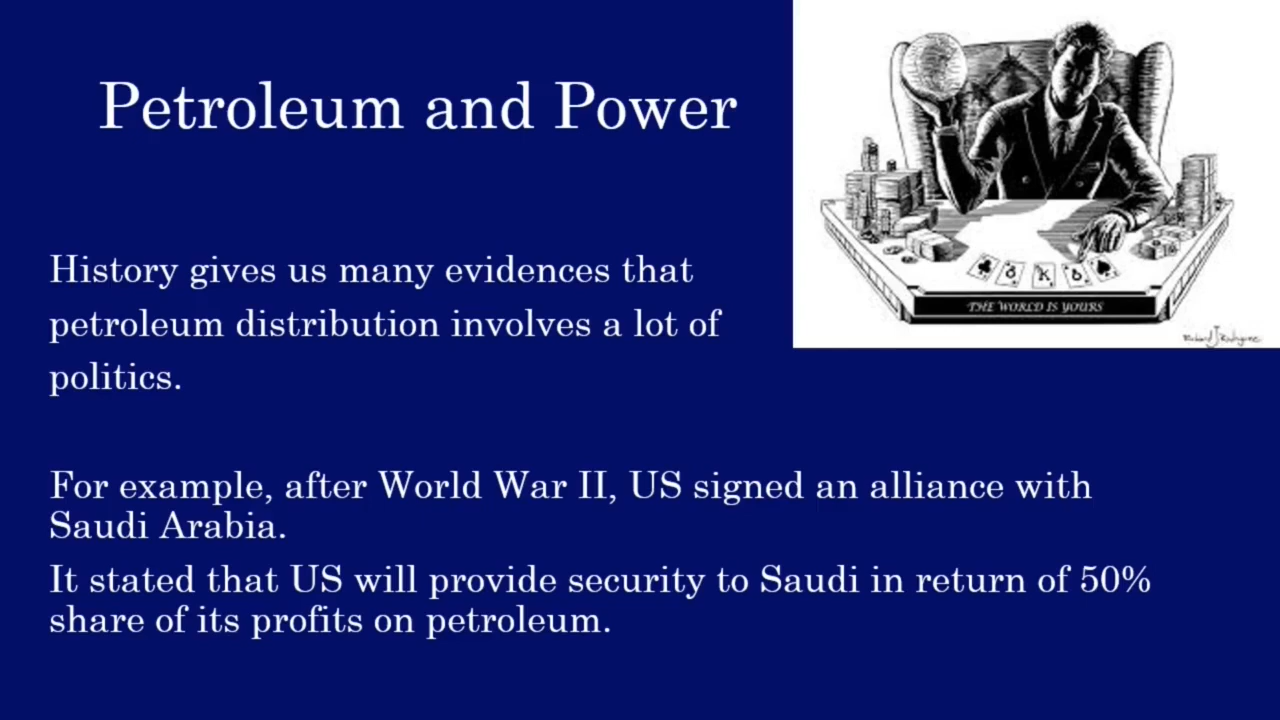 Petroleum and Power
History gives us many evidences that
petroleum distribution involves a lot of
politics.
For example, after World War II, US signed an alliance with
Saudi Arabia.
It stated that US will provide security to Saudi in return of 50%
share of its profits on petroleum.
THE WORLD IS YOURS